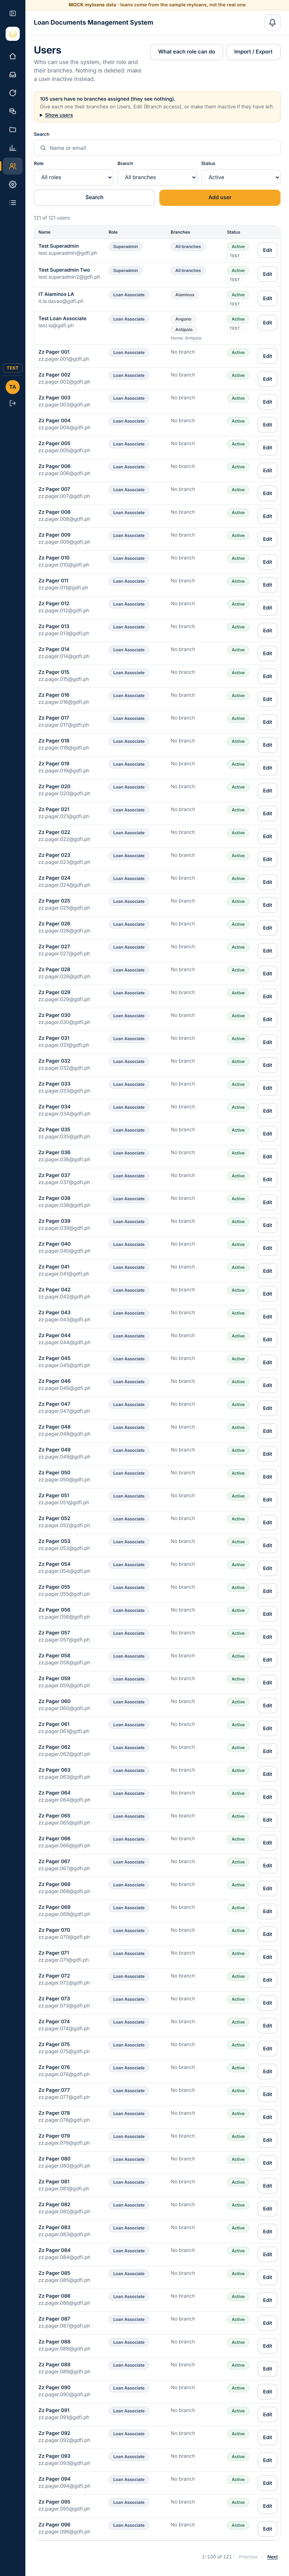 MOCK myloans data - loans come from the sample myloans, not the real one
Loan Documents Management System
Users
Who can use the system, their role and their branches. Nothing is deleted: make a user inactive instead.
What each role can do
Import / Export
105 users have no branches assigned (they see nothing).
Give each one their branches on Users, Edit (Branch access), or make them inactive if they have left.
Show users
Search
Name or email
Role Branch Status
All roles All branches Active
Search Add user
121 of 121 users
Name Role Branches Status
Test Superadmin Superadmin All branches Active Edit
test.superadmin@gdfi.ph TEST
Test Superadmin Two Superadmin All branches Active Edit
test.superadmin2@gdfi.ph TEST
IT Alaminos LA Loan Associate Alaminos Active Edit
it.la.davao@gdfi.ph TEST
Test Loan Associate Loan Associate Angono Active Edit
test.la@gdfi.ph Antipolo TEST
Home: Antipolo
Zz Pager 001 Loan Associate No branch Active Edit
zz.pager.001@gdfi.ph
Zz Pager 002 Loan Associate No branch Active Edit
zz.pager.002@gdfi.ph
Zz Pager 003 Loan Associate No branch Active Edit
zz.pager.003@gdfi.ph
Zz Pager 004 Loan Associate No branch Active Edit
zz.pager.004@gdfi.ph
Zz Pager 005 Loan Associate No branch Active Edit
zz.pager.005@gdfi.ph
Zz Pager 006 Loan Associate No branch Active Edit
zz.pager.006@gdfi.ph
Zz Pager 007 Loan Associate No branch Active Edit
zz.pager.007@gdfi.ph
Zz Pager 008 Loan Associate No branch Active Edit
zz.pager.008@gdfi.ph
Zz Pager 009 Loan Associate No branch Active Edit
zz.pager.009@gdfi.ph
Zz Pager 010 Loan Associate No branch Active Edit
zz.pager.010@gdfi.ph
Zz Pager 011 Loan Associate No branch Active Edit
zz.pager.011@gdfi.ph
Zz Pager 012 Loan Associate No branch Active Edit
zz.pager.012@gdfi.ph
Zz Pager 013 Loan Associate No branch Active Edit
zz.pager.013@gdfi.ph
Zz Pager 014 Loan Associate No branch Active Edit
zz.pager.014@gdfi.ph
Zz Pager 015 Loan Associate No branch Active Edit
zz.pager.015@gdfi.ph
Zz Pager 016 Loan Associate No branch Active Edit
zz.pager.016@gdfi.ph
Zz Pager 017 Loan Associate No branch Active Edit
zz.pager.017@gdfi.ph
Zz Pager 018 Loan Associate No branch Active Edit
zz.pager.018@gdfi.ph
Zz Pager 019 Loan Associate No branch Active Edit
zz.pager.019@gdfi.ph
Zz Pager 020 Loan Associate No branch Active Edit
zz.pager.020@gdfi.ph
Zz Pager 021 Loan Associate No branch Active Edit
zz.pager.021@gdfi.ph
Zz Pager 022 Loan Associate No branch Active Edit
zz.pager.022@gdfi.ph
Zz Pager 023 Loan Associate No branch Active Edit
zz.pager.023@gdfi.ph
Zz Pager 024 Loan Associate No branch Active Edit
zz.pager.024@gdfi.ph
Zz Pager 025 Loan Associate No branch Active Edit
zz.pager.025@gdfi.ph
Zz Pager 026 Loan Associate No branch Active Edit
zz.pager.026@gdfi.ph
Zz Pager 027 Loan Associate No branch Active Edit
zz.pager.027@gdfi.ph
Zz Pager 028 Loan Associate No branch Active Edit
zz.pager.028@gdfi.ph
Zz Pager 029 Loan Associate No branch Active Edit
zz.pager.029@gdfi.ph
Zz Pager 030 Loan Associate No branch Active Edit
zz.pager.030@gdfi.ph
Zz Pager 031 Loan Associate No branch Active Edit
zz.pager.031@gdfi.ph
Zz Pager 032 Loan Associate No branch Active Edit
zz.pager.032@gdfi.ph
Zz Pager 033 Loan Associate No branch Active Edit
zz.pager.033@gdfi.ph
Zz Pager 034 Loan Associate No branch Active Edit
zz.pager.034@gdfi.ph
Zz Pager 035 Loan Associate No branch Active Edit
zz.pager.035@gdfi.ph
Zz Pager 036 Loan Associate No branch Active Edit
zz.pager.036@gdfi.ph
Zz Pager 037 Loan Associate No branch Active Edit
zz.pager.037@gdfi.ph
Zz Pager 038 Loan Associate No branch Active Edit
zz.pager.038@gdfi.ph
Zz Pager 039 Loan Associate No branch Active Edit
zz.pager.039@gdfi.ph
Zz Pager 040 Loan Associate No branch Active Edit
zz.pager.040@gdfi.ph
Zz Pager 041 Loan Associate No branch Active Edit
zz.pager.041@gdfi.ph
Zz Pager 042 Loan Associate No branch Active Edit
zz.pager.042@gdfi.ph
Zz Pager 043 Loan Associate No branch Active Edit
zz.pager.043@gdfi.ph
Zz Pager 044 Loan Associate No branch Active Edit
zz.pager.044@gdfi.ph
Zz Pager 045 Loan Associate No branch Active Edit
zz.pager.045@gdfi.ph
Zz Pager 046 Loan Associate No branch Active Edit
zz.pager.046@gdfi.ph
Zz Pager 047 Loan Associate No branch Active Edit
zz.pager.047@gdfi.ph
Zz Pager 048 Loan Associate No branch Active Edit
zz.pager.048@gdfi.ph
Zz Pager 049 Loan Associate No branch Active Edit
zz.pager.049@gdfi.ph
Zz Pager 050 Loan Associate No branch Active Edit
zz.pager.050@gdfi.ph
Zz Pager 051 Loan Associate No branch Active Edit
zz.pager.051@gdfi.ph
Zz Pager 052 Loan Associate No branch Active Edit
zz.pager.052@gdfi.ph
Zz Pager 053 Loan Associate No branch Active Edit
zz.pager.053@gdfi.ph
Zz Pager 054 Loan Associate No branch Active Edit
zz.pager.054@gdfi.ph
Zz Pager 055 Loan Associate No branch Active Edit
zz.pager.055@gdfi.ph
Zz Pager 056 Loan Associate No branch Active Edit
zz.pager.056@gdfi.ph
Zz Pager 057 Loan Associate No branch Active Edit
zz.pager.057@gdfi.ph
Zz Pager 058 Loan Associate No branch Active Edit
zz.pager.058@gdfi.ph
Zz Pager 059 Loan Associate No branch Active Edit
zz.pager.059@gdfi.ph
Zz Pager 060 Loan Associate No branch Active Edit
zz.pager.060@gdfi.ph
Zz Pager 061 Loan Associate No branch Active Edit
zz.pager.061@gdfi.ph
Zz Pager 062 Loan Associate No branch Active Edit
zz.pager.062@gdfi.ph
Zz Pager 063 Loan Associate No branch Active Edit
zz.pager.063@gdfi.ph
Zz Pager 064 Loan Associate No branch Active Edit
zz.pager.064@gdfi.ph
Zz Pager 065 Loan Associate No branch Active Edit
zz.pager.065@gdfi.ph
Zz Pager 066 Loan Associate No branch Active Edit
zz.pager.066@gdfi.ph
Zz Pager 067 Loan Associate No branch Active Edit
zz.pager.067@gdfi.ph
Zz Pager 068 Loan Associate No branch Active Edit
zz.pager.068@gdfi.ph
Zz Pager 069 Loan Associate No branch Active Edit
zz.pager.069@gdfi.ph
Zz Pager 070 Loan Associate No branch Active Edit
zz.pager.070@gdfi.ph
Zz Pager 071 Loan Associate No branch Active Edit
zz.pager.071@gdfi.ph
Zz Pager 072 Loan Associate No branch Active Edit
zz.pager.072@gdfi.ph
Zz Pager 073 Loan Associate No branch Active Edit
zz.pager.073@gdfi.ph
Zz Pager 074 Loan Associate No branch Active Edit
zz.pager.074@gdfi.ph
Zz Pager 075 Loan Associate No branch Active Edit
zz.pager.075@gdfi.ph
Zz Pager 076 Loan Associate No branch Active Edit
zz.pager.076@gdfi.ph
Zz Pager 077 Loan Associate No branch Active Edit
zz.pager.077@gdfi.ph
Zz Pager 078 Loan Associate No branch Active Edit
zz.pager.078@gdfi.ph
Zz Pager 079 Loan Associate No branch Active Edit
zz.pager.079@gdfi.ph
Zz Pager 080 Loan Associate No branch Active Edit
zz.pager.080@gdfi.ph
Zz Pager 081 Loan Associate No branch Active Edit
zz.pager.081@gdfi.ph
Zz Pager 082 Loan Associate No branch Active Edit
zz.pager.082@gdfi.ph
Zz Pager 083 Loan Associate No branch Active Edit
zz.pager.083@gdfi.ph
Zz Pager 084 Loan Associate No branch Active Edit
zz.pager.084@gdfi.ph
Zz Pager 085 Loan Associate No branch Active Edit
zz.pager.085@gdfi.ph
Zz Pager 086 Loan Associate No branch Active Edit
zz.pager.086@gdfi.ph
Zz Pager 087 Loan Associate No branch Active Edit
zz.pager.087@gdfi.ph
Zz Pager 088 Loan Associate No branch Active Edit
zz.pager.088@gdfi.ph
Zz Pager 089 Loan Associate No branch Active Edit
zz.pager.089@gdfi.ph
Zz Pager 090 Loan Associate No branch Active Edit
zz.pager.090@gdfi.ph
Zz Pager 091 Loan Associate No branch Active Edit
zz.pager.091@gdfi.ph
Zz Pager 092 Loan Associate No branch Active Edit
zz.pager.092@gdfi.ph
Zz Pager 093 Loan Associate No branch Active Edit
zz.pager.093@gdfi.ph
Zz Pager 094 Loan Associate No branch Active Edit
zz.pager.094@gdfi.ph
Zz Pager 095 Loan Associate No branch Active Edit
zz.pager.095@gdfi.ph
Zz Pager 096 Loan Associate No branch Active Edit
zz.pager.096@gdfi.ph
1–100 of 121 · Previous · Next
TEST
TA